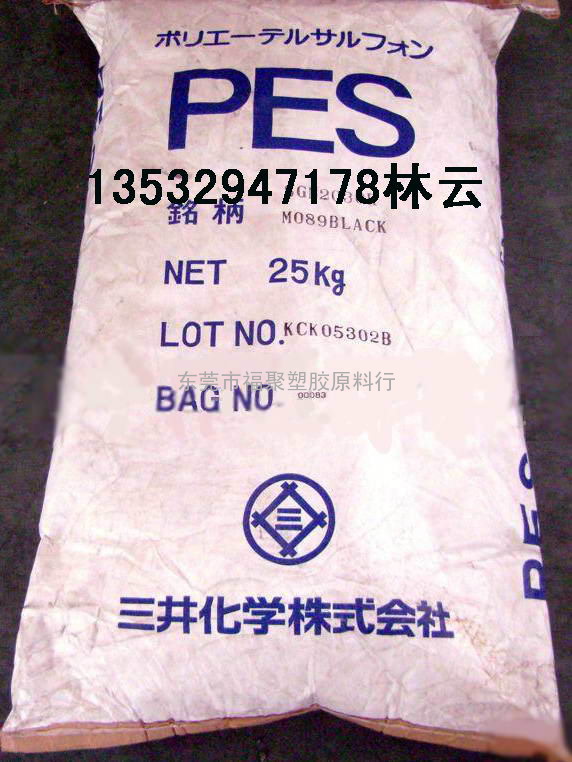 ポリエーテルサルフォン
PES
13532947178林云
銘柄
M089BLACK
NET 25kg
LOT NO. KCK05302B
东莞市福聚塑胶原料行
BAG NO 00083
三
三井化学株式会社
PES